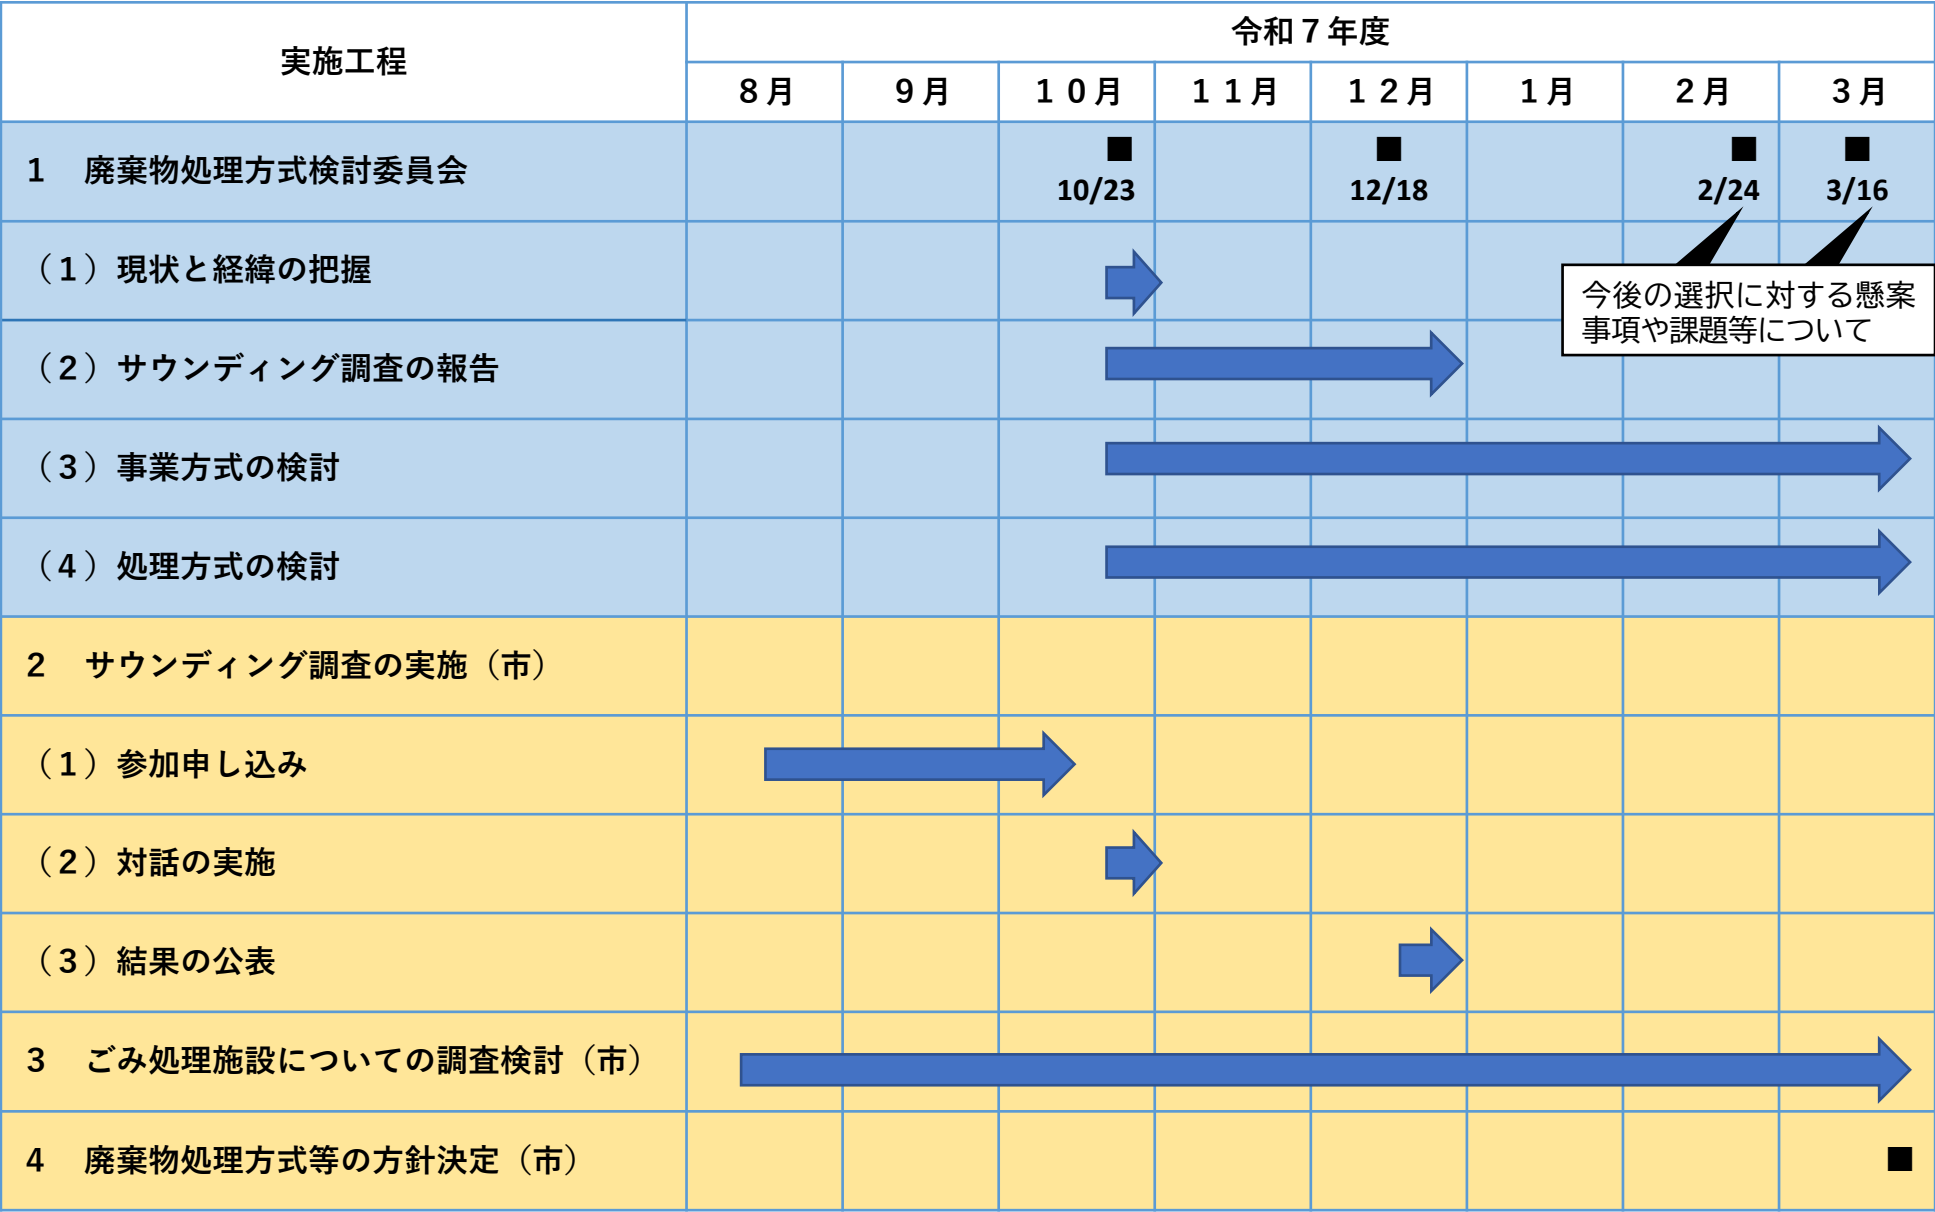 実施工程
令和７年度
８月 ９月 １０月 １１月 １２月 １月 ２月 ３月
１　廃棄物処理方式検討委員会
■ ■ ■ ■
10/23 12/18 2/24 3/16
（１）現状と経緯の把握
今後の選択に対する懸案
事項や課題等について
（２）サウンディング調査の報告
（３）事業方式の検討
（４）処理方式の検討
２　サウンディング調査の実施（市）
（１）参加申し込み
（２）対話の実施
（３）結果の公表
３　ごみ処理施設についての調査検討（市）
４　廃棄物処理方式等の方針決定（市）
■